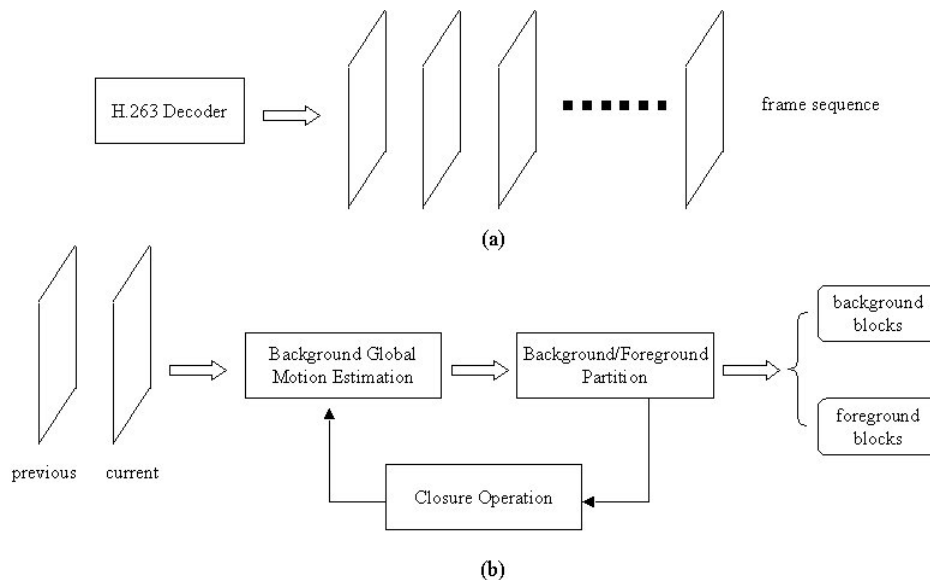 H.263 Decoder
frame sequence
(a)
background
blocks
Background Global
Motion Estimation
Background/Foreground
Partition
foreground
blocks
previous
current
Closure Operation
(b)